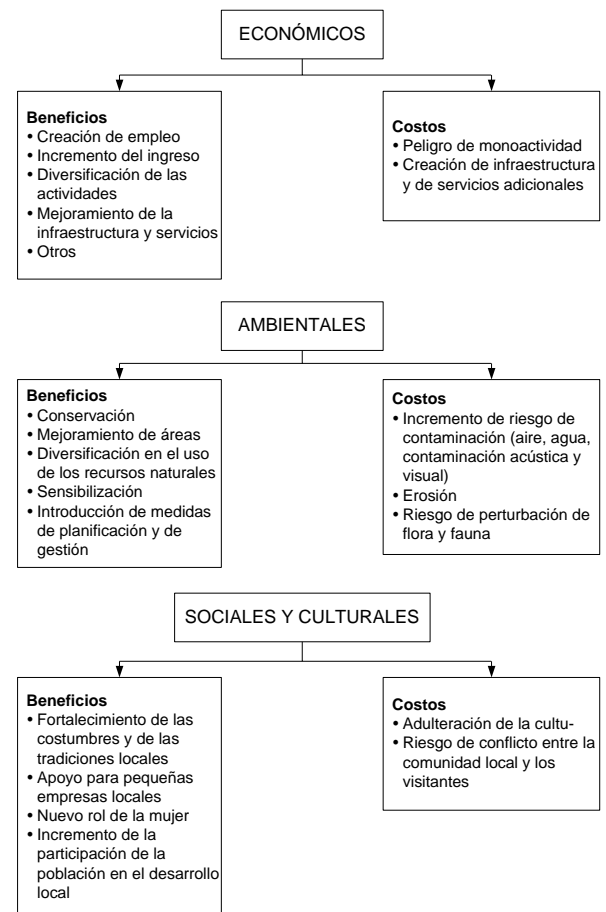 ECONÓMICOS
Beneficios
• Creación de empleo
• Incremento del ingreso
• Diversificación de las
actividades
• Mejoramiento de la
infraestructura y servicios
• Otros
Costos
• Peligro de monoactividad
• Creación de infraestructura
y de servicios adicionales
AMBIENTALES
Beneficios
• Conservación
• Mejoramiento de áreas
• Diversificación en el uso
de los recursos naturales
• Sensibilización
• Introducción de medidas
de planificación y de
gestión
Costos
• Incremento de riesgo de
contaminación (aire, agua,
contaminación acústica y
visual)
• Erosión
• Riesgo de perturbación de
flora y fauna
SOCIALES Y CULTURALES
Beneficios
• Fortalecimiento de las
costumbres y de las
tradiciones locales
• Apoyo para pequeñas
empresas locales
• Nuevo rol de la mujer
• Incremento de la
participación de la
población en el desarrollo
local
Costos
• Adulteración de la cultu-
• Riesgo de conflicto entre la
comunidad local y los
visitantes